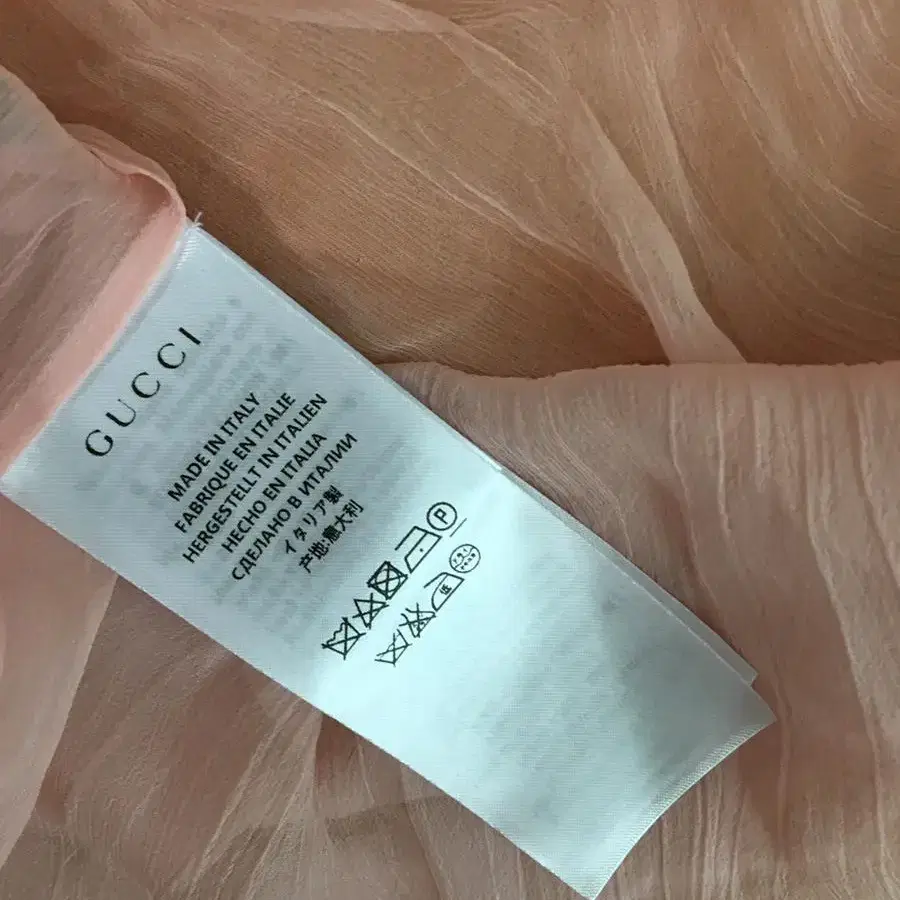 GUCCI
MADE IN ITALY
FABRIQUE EN ITALIE
HERGESTELLT IN ITALIEN
HECHO EN ITALIA
СДЕЛАНО В ИТАЛИИ
イタリア製
产地:意大利
P